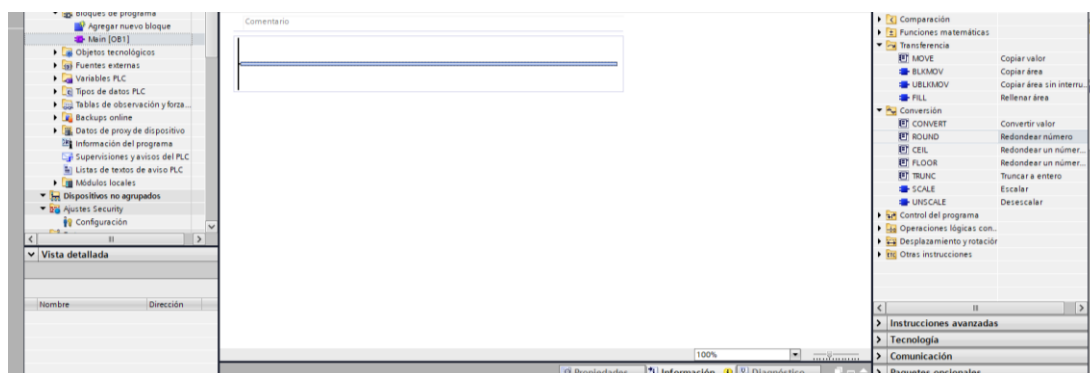 Bloques de programa
Agregar nuevo bloque
Main [OB1]
Objetos tecnológicos
Fuentes externas
Variables PLC
Tipos de datos PLC
Tablas de observación y forza...
Backups online
Datos de proxy de dispositivo
Información del programa
Supervisiones y avisos del PLC
Listas de textos de aviso PLC
Módulos locales
Dispositivos no agrupados
Ajustes Security
Configuración
Vista detallada
Nombre Dirección
Comentario
100%
Propiedades Información Diagnóstico
Comparación
Funciones matemáticas
Transferencia
MOVE Copiar valor
BLKMOV Copiar área
UBLKMOV Copiar área sin interru...
FILL Rellenar área
Conversión
CONVERT Convertir valor
ROUND Redondear número
CEIL Redondear un númer...
FLOOR Redondear un númer...
TRUNC Truncar a entero
SCALE Escalar
UNSCALE Desescalar
Control del programa
Operaciones lógicas con...
Desplazamiento y rotación
Otras instrucciones
Instrucciones avanzadas
Tecnología
Comunicación
Paquetes opcionales